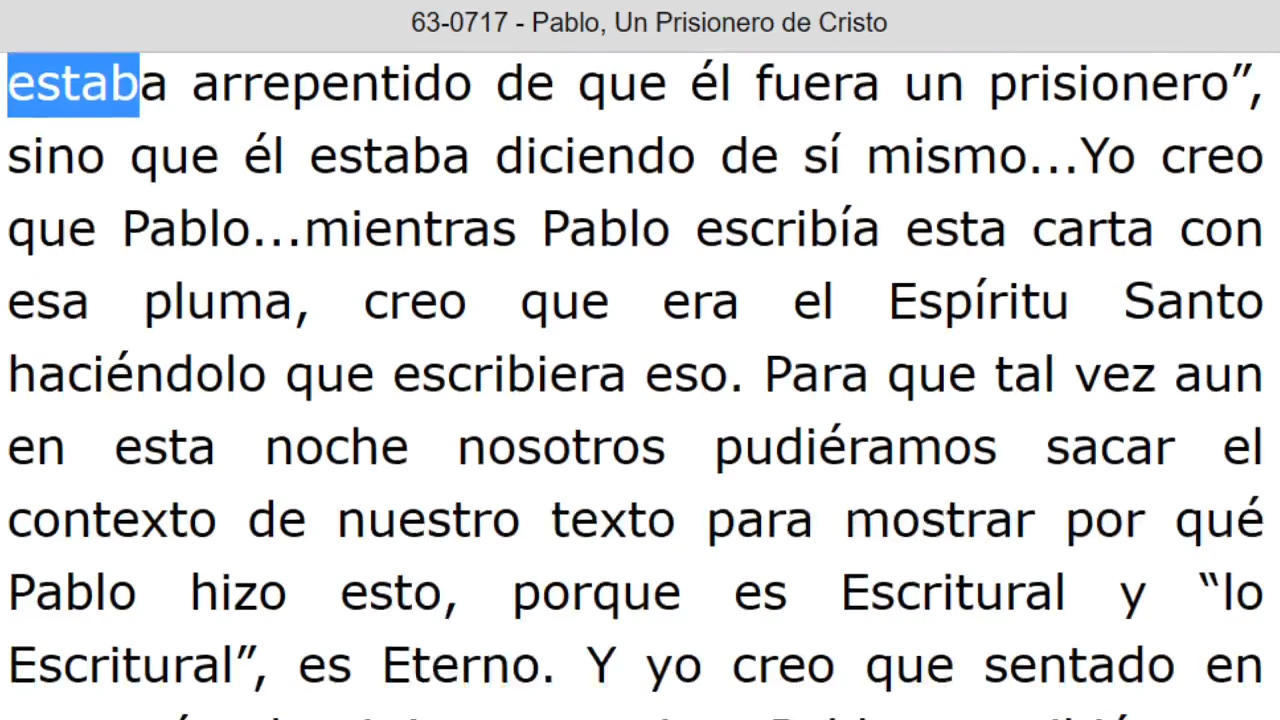 63-0717 - Pablo, Un Prisionero de Cristo
estaba arrepentido de que él fuera un prisionero”,
sino que él estaba diciendo de sí mismo...Yo creo
que Pablo...mientras Pablo escribía esta carta con
esa pluma, creo que era el Espíritu Santo
haciéndolo que escribiera eso. Para que tal vez aun
en esta noche nosotros pudiéramos sacar el
contexto de nuestro texto para mostrar por qué
Pablo hizo esto, porque es Escritural y “lo
Escritural”, es Eterno. Y yo creo que sentado en